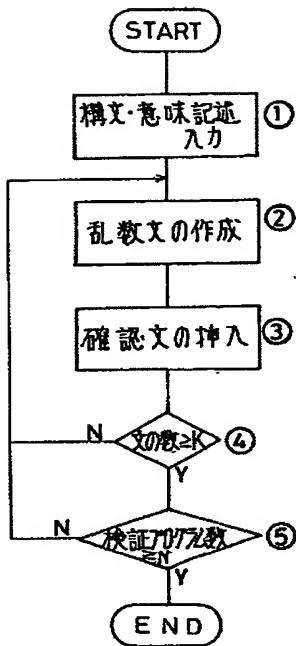 START
構文・意味記述
入力
①
乱数文の作成
②
確認文の挿入
③
N
文の数≥K
④
Y
N
検証プログラム数
≥N
⑤
Y
END